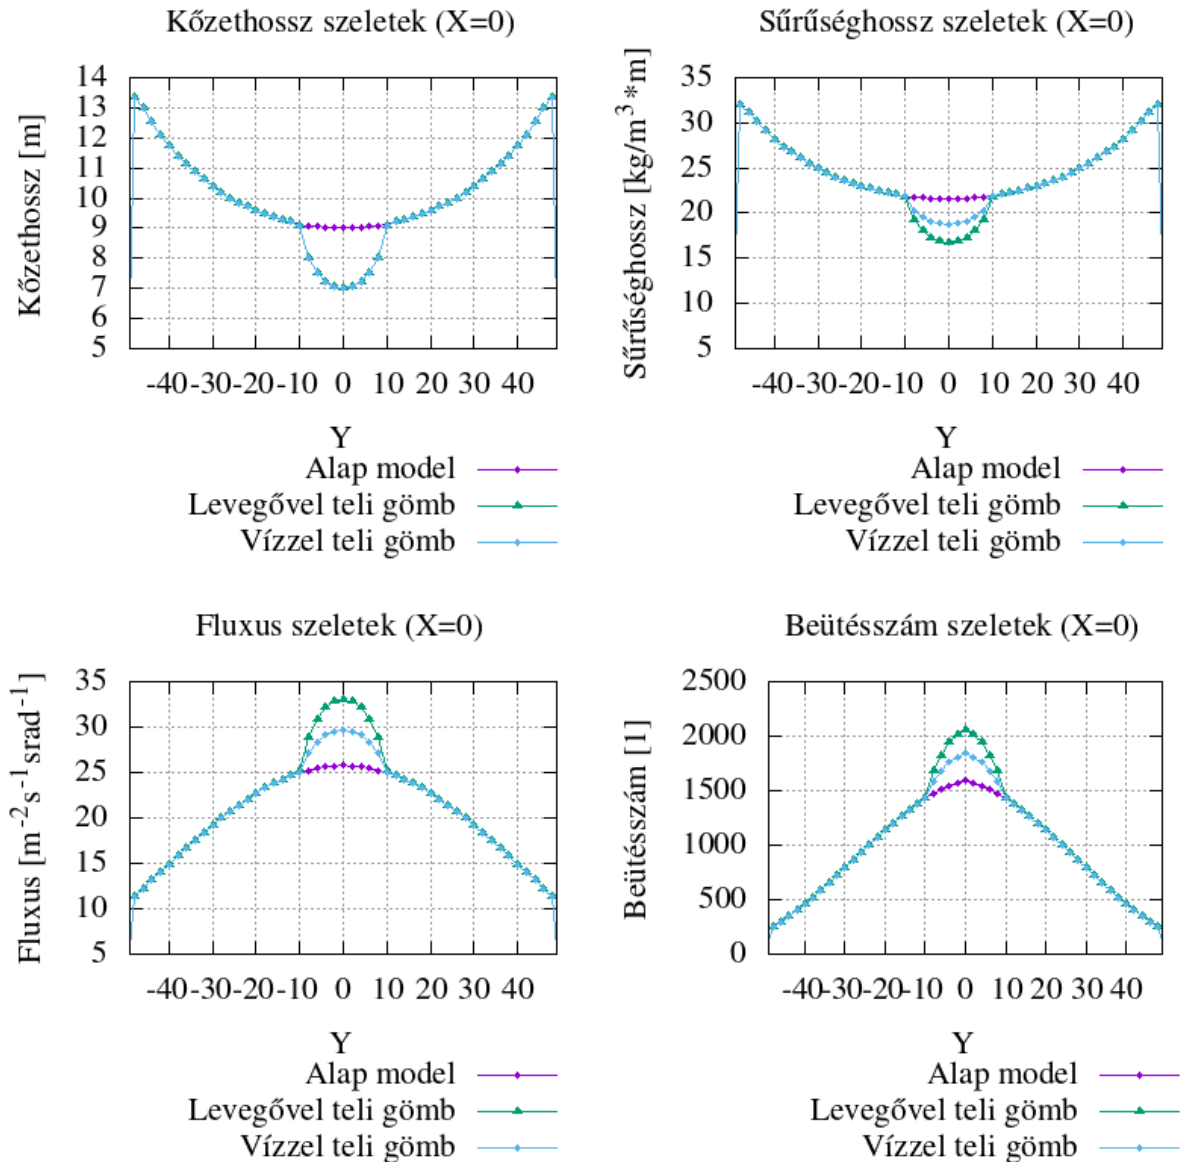 Kőzethossz szeletek (X=0)
Kőzethossz [m]
14
13
12
11
10
9
8
7
6
5
-40 -30 -20 -10 0 10 20 30 40
Y
Alap model
Levegővel teli gömb
Vízzel teli gömb
Sűrűséghossz szeletek (X=0)
Sűrűséghossz [kg/m³*m]
35
30
25
20
15
10
5
-40 -30 -20 -10 0 10 20 30 40
Y
Alap model
Levegővel teli gömb
Vízzel teli gömb
Fluxus szeletek (X=0)
Fluxus [m⁻²s⁻¹srad⁻¹]
35
30
25
20
15
10
5
-40 -30 -20 -10 0 10 20 30 40
Y
Alap model
Levegővel teli gömb
Vízzel teli gömb
Beütésszám szeletek (X=0)
Beütésszám [1]
2500
2000
1500
1000
500
0
-40 -30 -20 -10 0 10 20 30 40
Y
Alap model
Levegővel teli gömb
Vízzel teli gömb